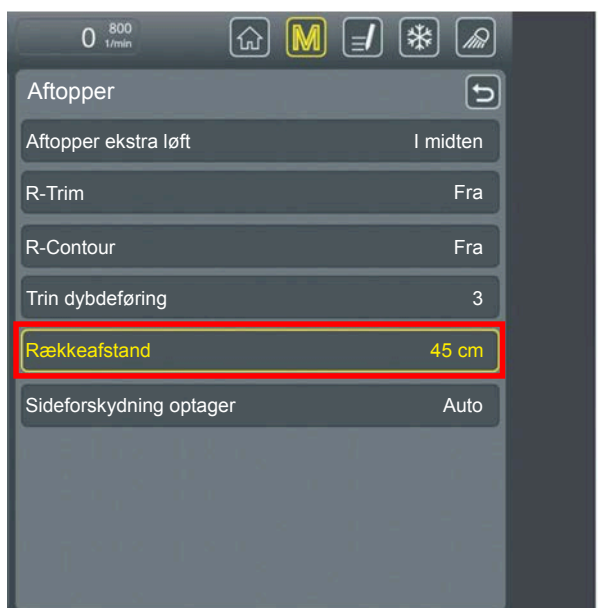 0 800 1/min M
Aftopper
Aftopper ekstra løft I midten
R-Trim Fra
R-Contour Fra
Trin dybdeføring 3
Rækkeafstand 45 cm
Sideforskydning optager Auto